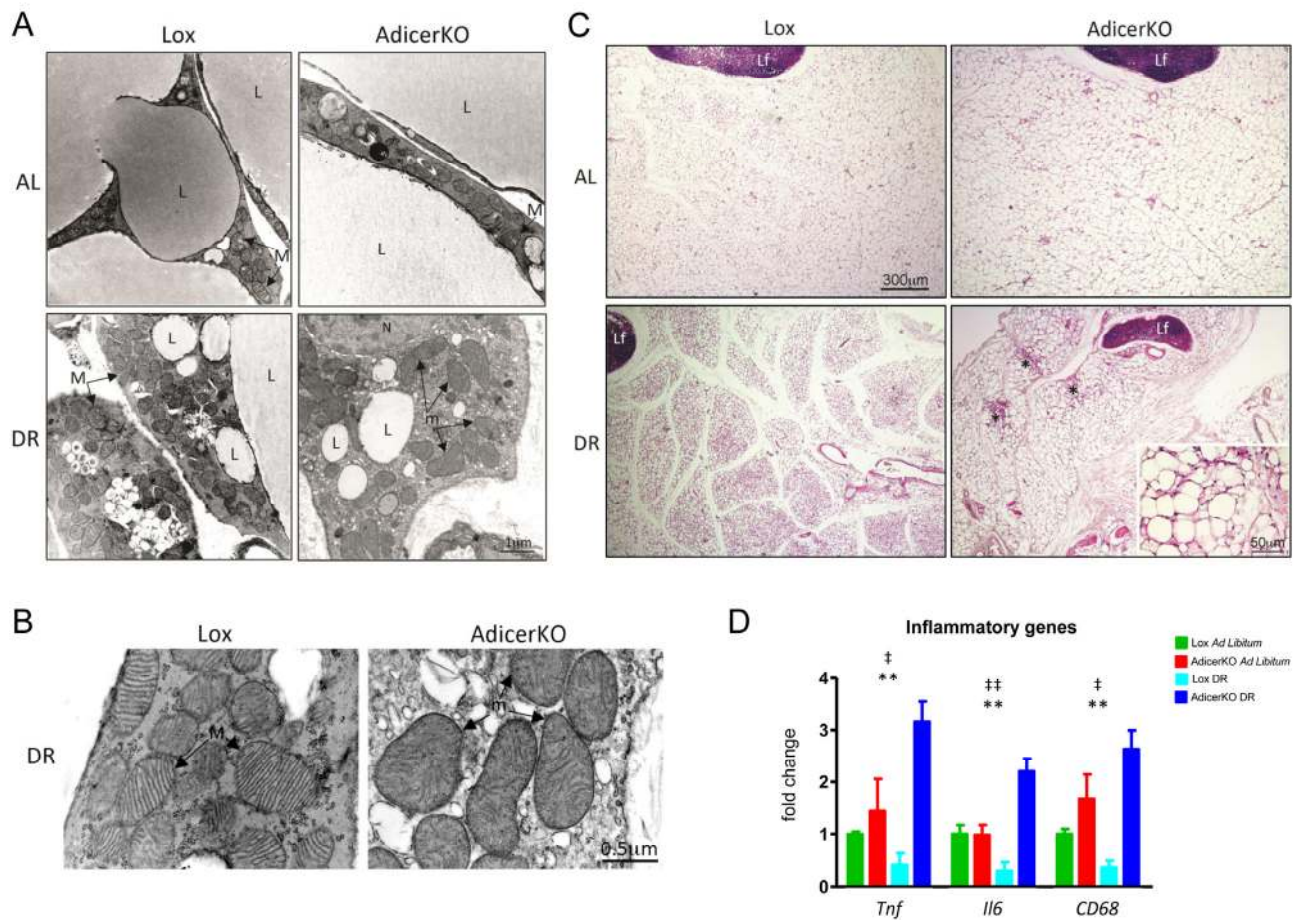 A
Lox
AdicerKO
AL
L
L
M
L
L
M
DR
L
L
M
N
m
L
L
1μm
B
Lox
AdicerKO
DR
M
m
0.5μm
C
Lox
AdicerKO
AL
Lf
300μm
Lf
DR
Lf
Lf
*
*
*
50μm
D
Inflammatory genes
Lox Ad Libitum
AdicerKO Ad Libitum
Lox DR
AdicerKO DR
‡
**
‡‡
**
‡
**
fold change
4
3
2
1
0
Tnf
Il6
CD68